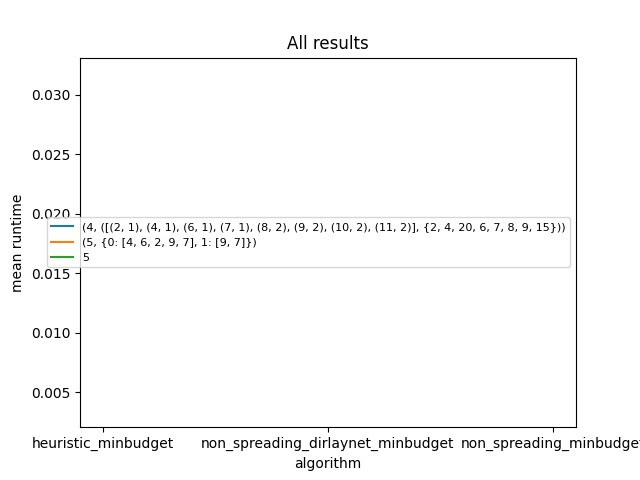 All results
mean runtime
0.030
0.025
0.020
0.015
0.010
0.005
(4, ([(2, 1), (4, 1), (6, 1), (7, 1), (8, 2), (9, 2), (10, 2), (11, 2)], {2, 4, 20, 6, 7, 8, 9, 15}))
(5, {0: [4, 6, 2, 9, 7], 1: [9, 7]})
5
heuristic_minbudget non_spreading_dirlaynet_minbudget non_spreading_minbudget
algorithm